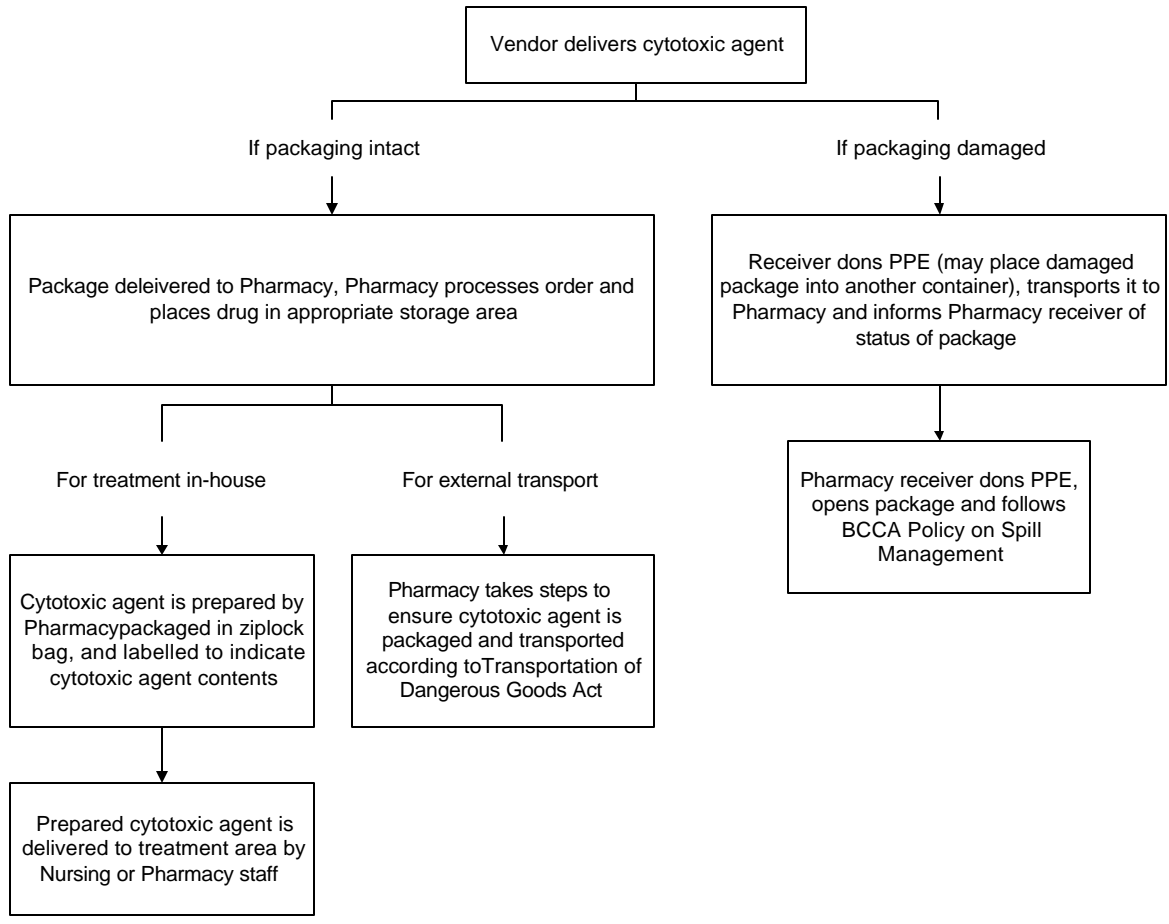 Vendor delivers cytotoxic agent
If packaging intact
If packaging damaged
Package deleivered to Pharmacy, Pharmacy processes order and
places drug in appropriate storage area
Receiver dons PPE (may place damaged
package into another container), transports it to
Pharmacy and informs Pharmacy receiver of
status of package
For treatment in-house
For external transport
Pharmacy receiver dons PPE,
opens package and follows
BCCA Policy on Spill
Management
Cytotoxic agent is prepared by
Pharmacypackaged in ziplock
bag, and labelled to indicate
cytotoxic agent contents
Pharmacy takes steps to
ensure cytotoxic agent is
packaged and transported
according toTransportation of
Dangerous Goods Act
Prepared cytotoxic agent is
delivered to treatment area by
Nursing or Pharmacy staff